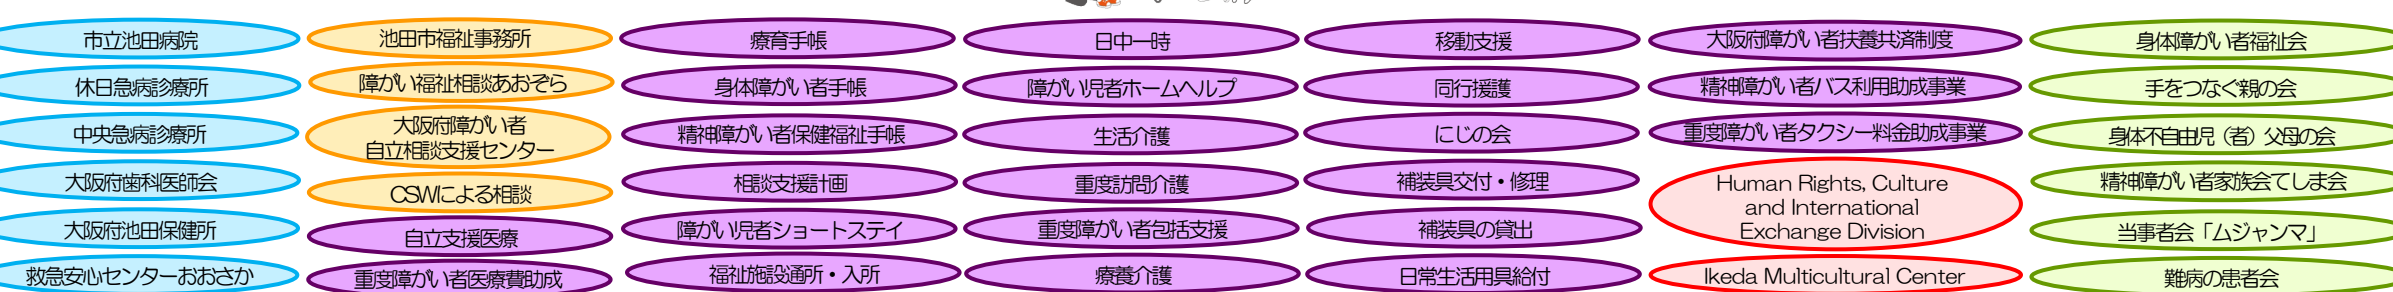 市立池田病院
休日急病診療所
中央急病診療所
大阪府歯科医師会
大阪府池田保健所
救急安心センターおおさか
池田市福祉事務所
障がい福祉相談あおぞら
大阪府障がい者
自立相談支援センター
CSWによる相談
自立支援医療
重度障がい者医療費助成
療育手帳
身体障がい者手帳
精神障がい者保健福祉手帳
相談支援計画
障がい児者ショートステイ
福祉施設通所・入所
日中一時
障がい児者ホームヘルプ
生活介護
重度訪問介護
重度障がい者包括支援
療養介護
移動支援
同行援護
にじの会
補装具交付・修理
補装具の貸出
日常生活用具給付
大阪府障がい者扶養共済制度
精神障がい者バス利用助成事業
重度障がい者タクシー料金助成事業
Human Rights, Culture
and International
Exchange Division
Ikeda Multicultural Center
身体障がい者福祉会
手をつなぐ親の会
身体不自由児（者）父母の会
精神障がい者家族会てしま会
当事者会「ムジャンマ」
難病の患者会